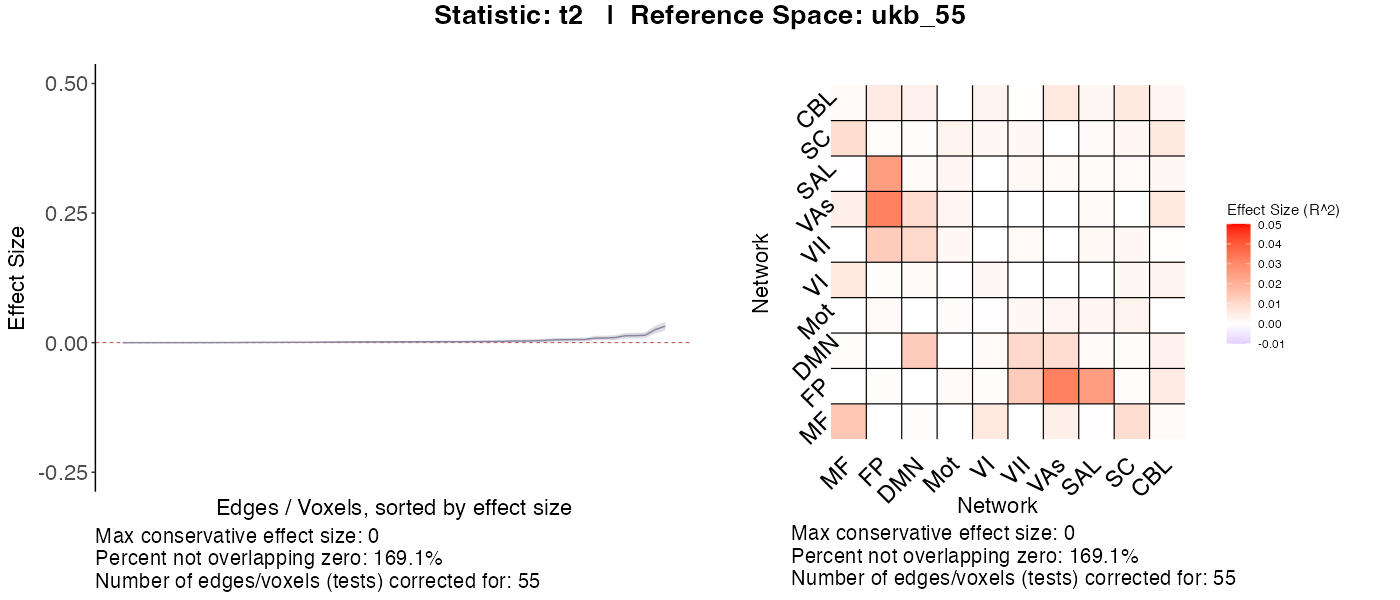 Statistic: t2 | Reference Space: ukb_55
Effect Size
0.50
0.25
0.00
-0.25
Edges / Voxels, sorted by effect size
Max conservative effect size: 0
Percent not overlapping zero: 169.1%
Number of edges/voxels (tests) corrected for: 55
Network
CBL
SC
SAL
VAs
VII
VI
Mot
DMN
FP
MF
MF
FP
DMN
Mot
VI
VII
VAs
SAL
SC
CBL
Network
Effect Size (R^2)
0.05
0.04
0.03
0.02
0.01
0.00
-0.01
Max conservative effect size: 0
Percent not overlapping zero: 169.1%
Number of edges/voxels (tests) corrected for: 55